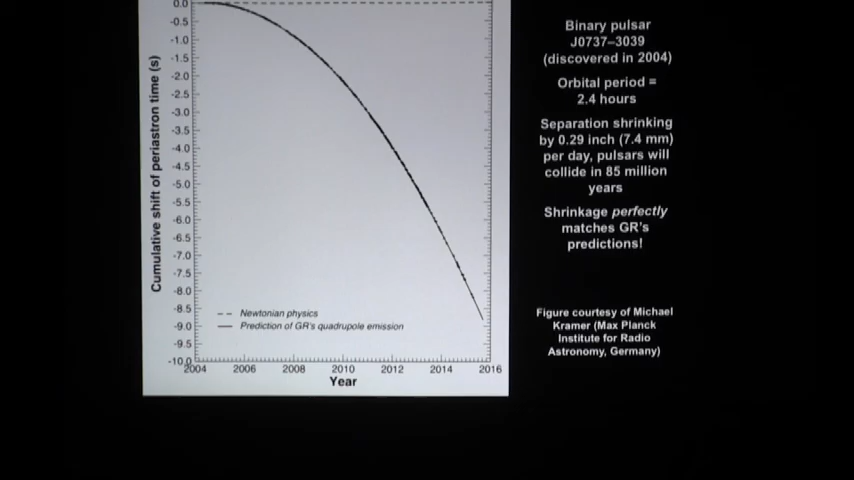 Cumulative shift of periastron time (s)
0.0
-0.5
-1.0
-1.5
-2.0
-2.5
-3.0
-3.5
-4.0
-4.5
-5.0
-5.5
-6.0
-6.5
-7.0
-7.5
-8.0
-8.5
-9.0
-9.5
-10.0
Newtonian physics
Prediction of GR's quadrupole emission
2004 2006 2008 2010 2012 2014 2016
Year
Binary pulsar
J0737–3039
(discovered in 2004)
Orbital period =
2.4 hours
Separation shrinking
by 0.29 inch (7.4 mm)
per day, pulsars will
collide in 85 million
years
Shrinkage perfectly
matches GR's
predictions!
Figure courtesy of Michael
Kramer (Max Planck
Institute for Radio
Astronomy, Germany)